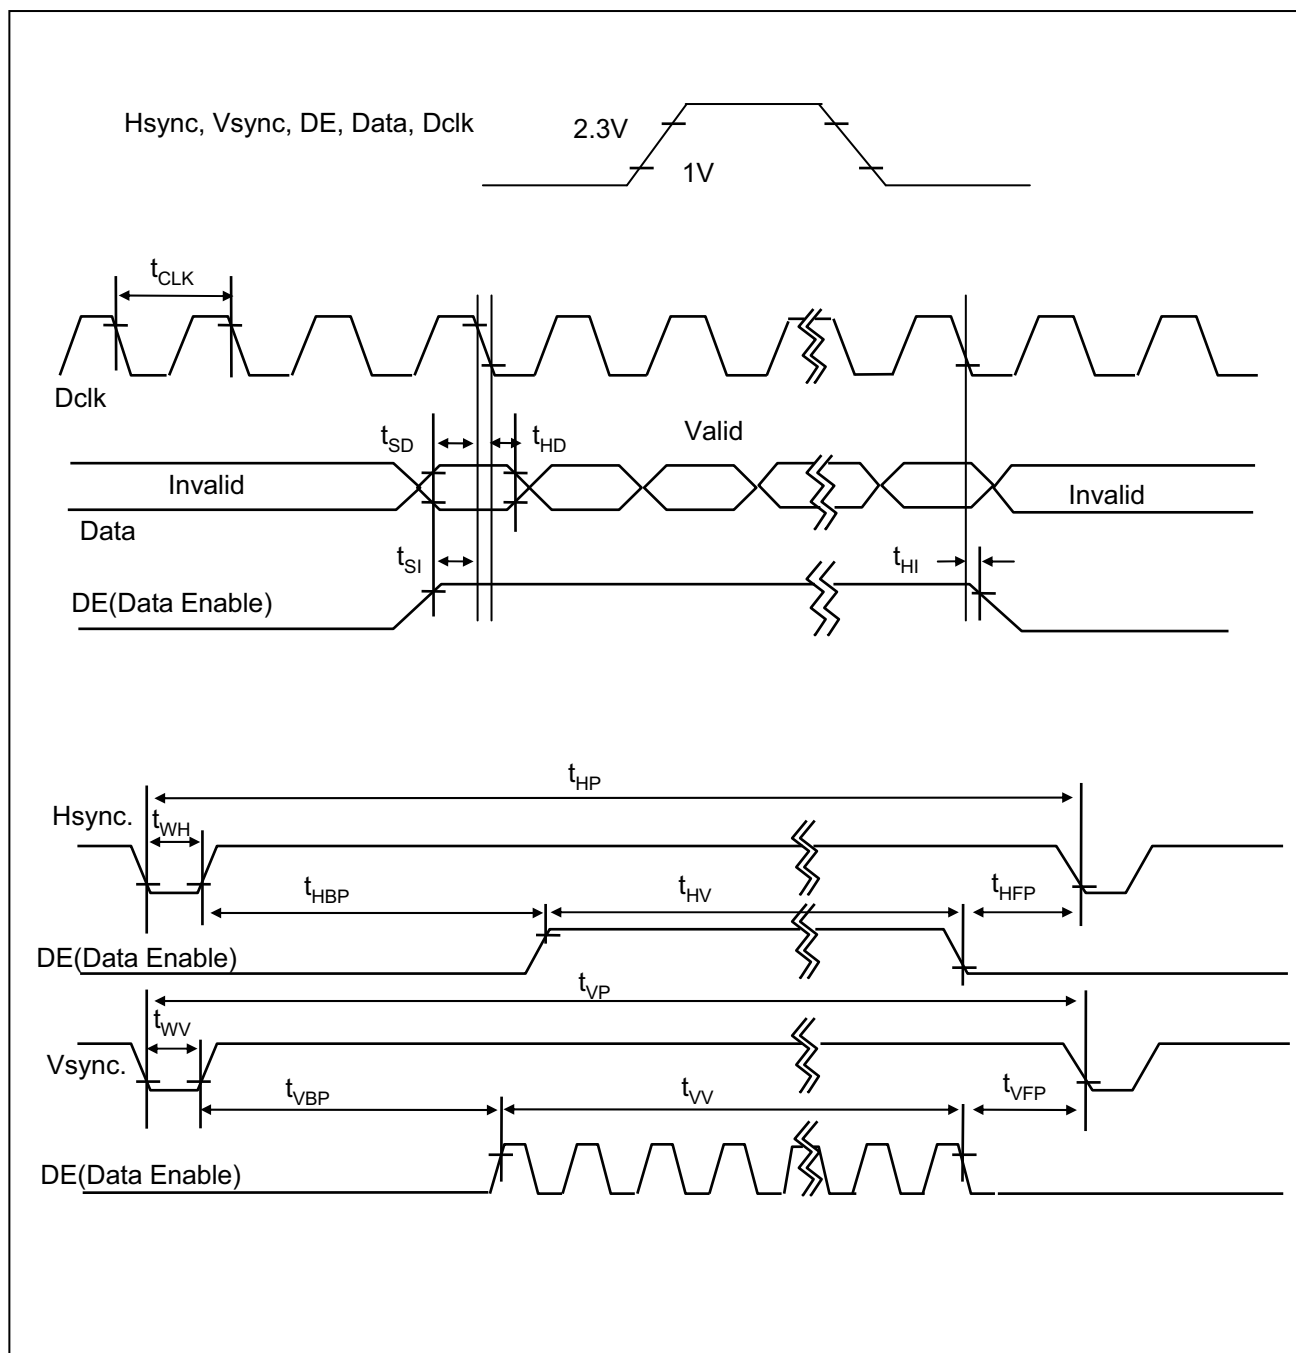 Hsync, Vsync, DE, Data, Dclk
2.3V
1V
tCLK
Dclk
tSD
tHD
Valid
Invalid
Invalid
Data
tSI
tHI
DE(Data Enable)
tHP
Hsync.
tWH
tHBP
tHV
tHFP
DE(Data Enable)
tVP
tWV
Vsync.
tVBP
tVV
tVFP
DE(Data Enable)